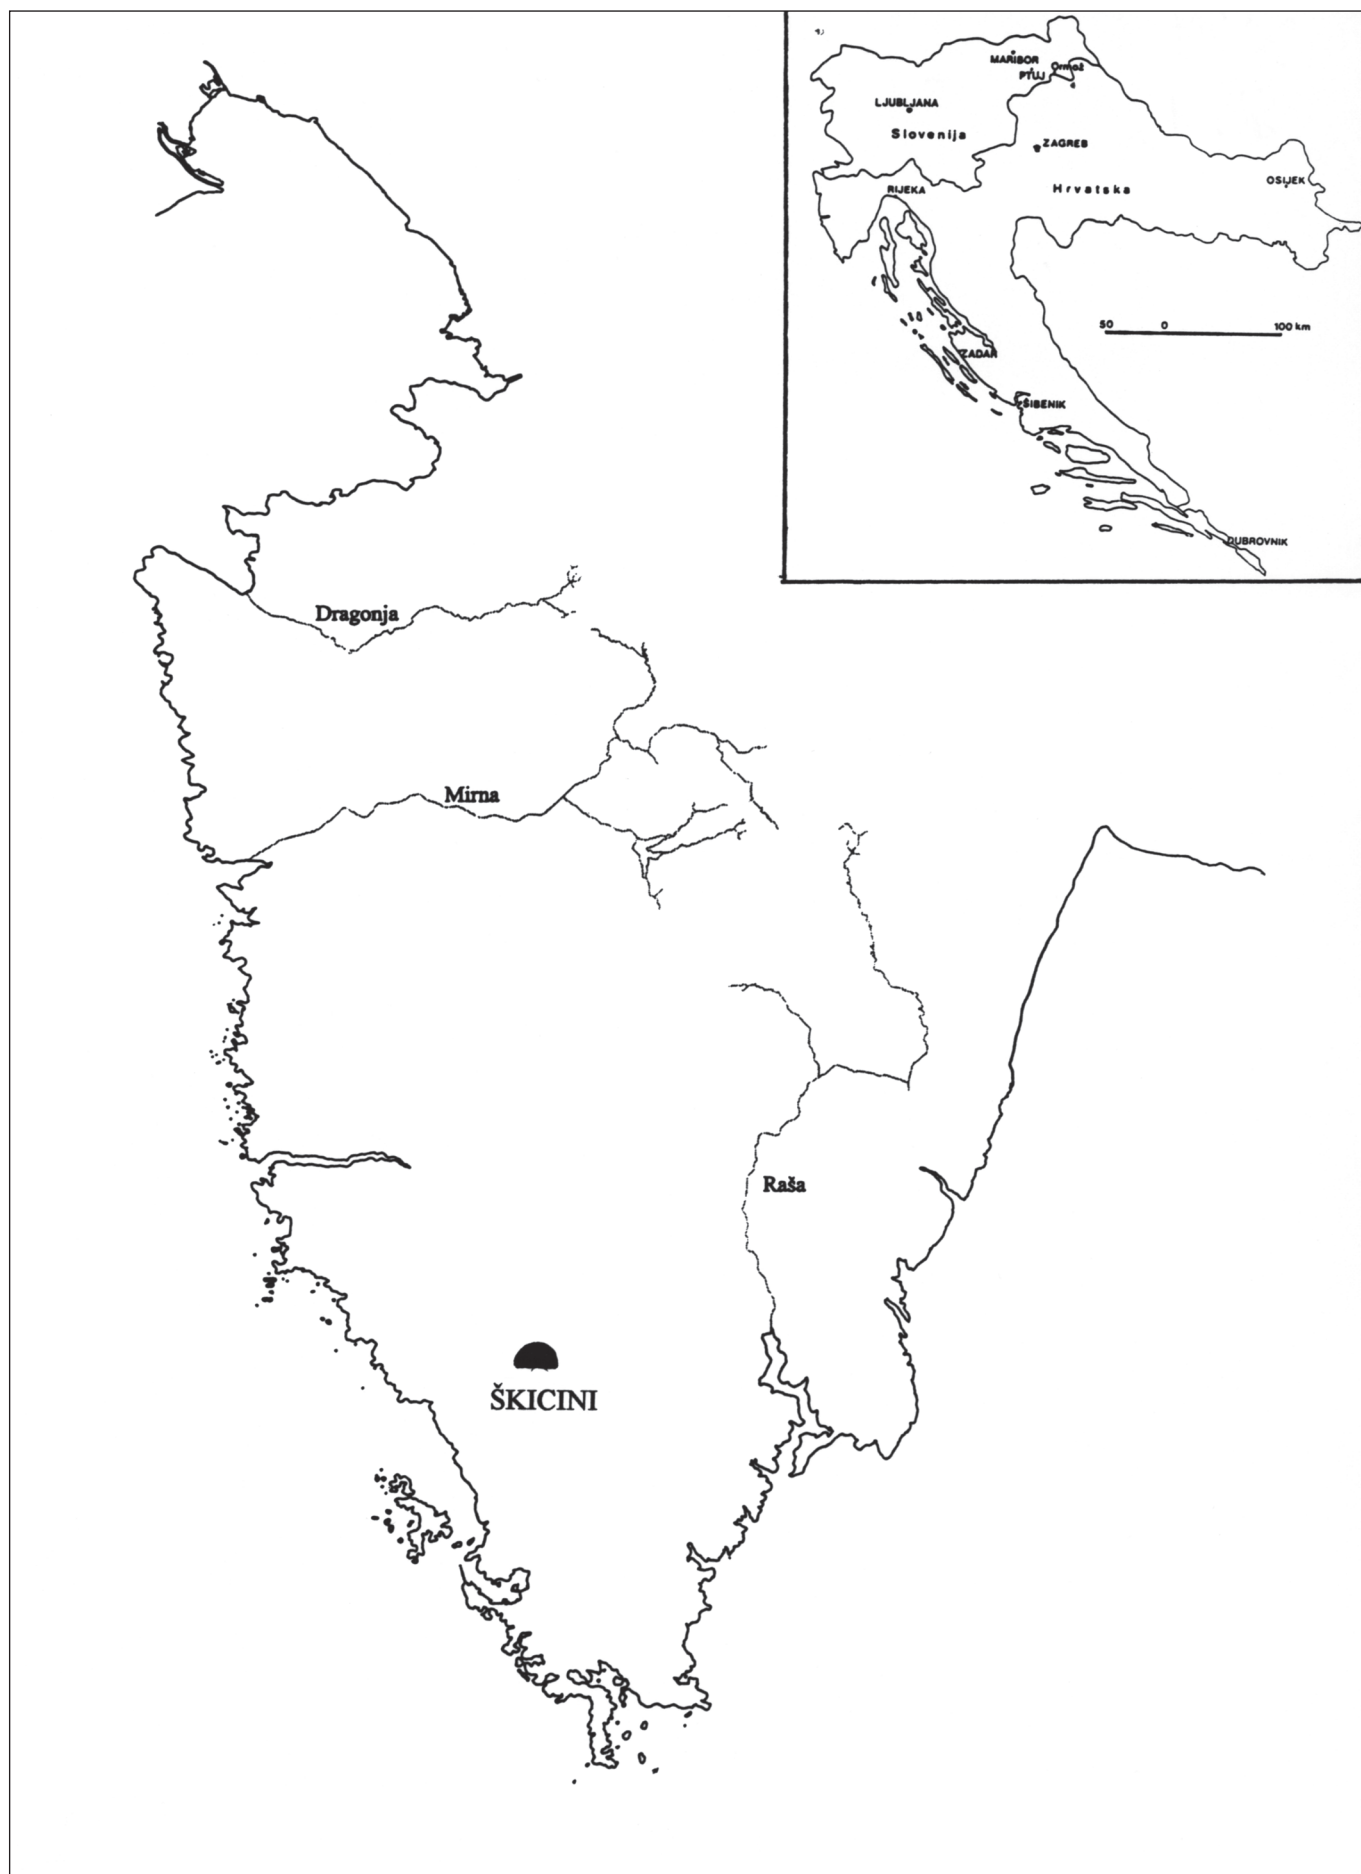 MARIBOR
PTUJ Ormož
LJUBLJANA
Slovenija
ZAGREB
Hrvatska
OSIJEK
RIJEKA
50 0 100 km
ZADAR
ŠIBENIK
DUBROVNIK
Dragonja
Mirna
Raša
ŠKICINI